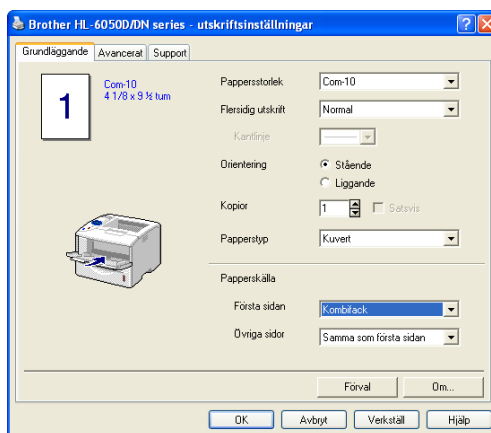 Brother HL-6050D/DN series - utskriftsinställningar
Grundläggande Avancerat Support
1
Com-10
4 1/8 x 9 ½ tum
Pappersstorlek Com-10
Flersidig utskrift Normal
Kantlinje
Orientering Stående
Liggande
Kopior 1 Satsvis
Papperstyp Kuvert
Papperskälla
Första sidan Kombifack
Övriga sidor Samma som första sidan
Förval Om...
OK Avbryt Verkställ Hjälp